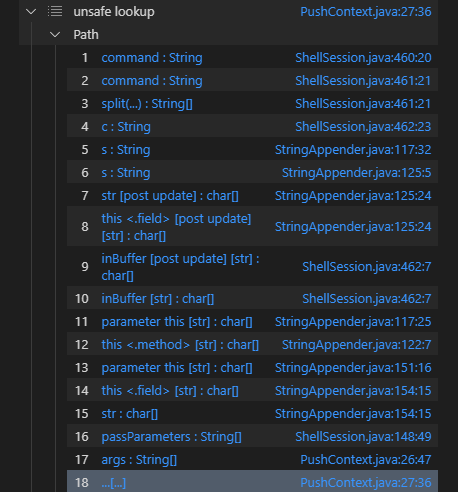 unsafe lookup PushContext.java:27:36
Path
1 command : String ShellSession.java:460:20
2 command : String ShellSession.java:461:21
3 split(...) : String[] ShellSession.java:461:21
4 c : String ShellSession.java:462:23
5 s : String StringAppender.java:117:32
6 s : String StringAppender.java:125:5
7 str [post update] : char[] StringAppender.java:125:24
8 this <.field> [post update] StringAppender.java:125:24
[str] : char[]
9 inBuffer [post update] [str] : ShellSession.java:462:7
char[]
10 inBuffer [str] : char[] ShellSession.java:462:7
11 parameter this [str] : char[] StringAppender.java:117:25
12 this <.method> [str] : char[] StringAppender.java:122:7
13 parameter this [str] : char[] StringAppender.java:151:16
14 this <.field> [str] : char[] StringAppender.java:154:15
15 str : char[] StringAppender.java:154:15
16 passParameters : String[] ShellSession.java:148:49
17 args : String[] PushContext.java:26:47
18 ...[...] PushContext.java:27:36